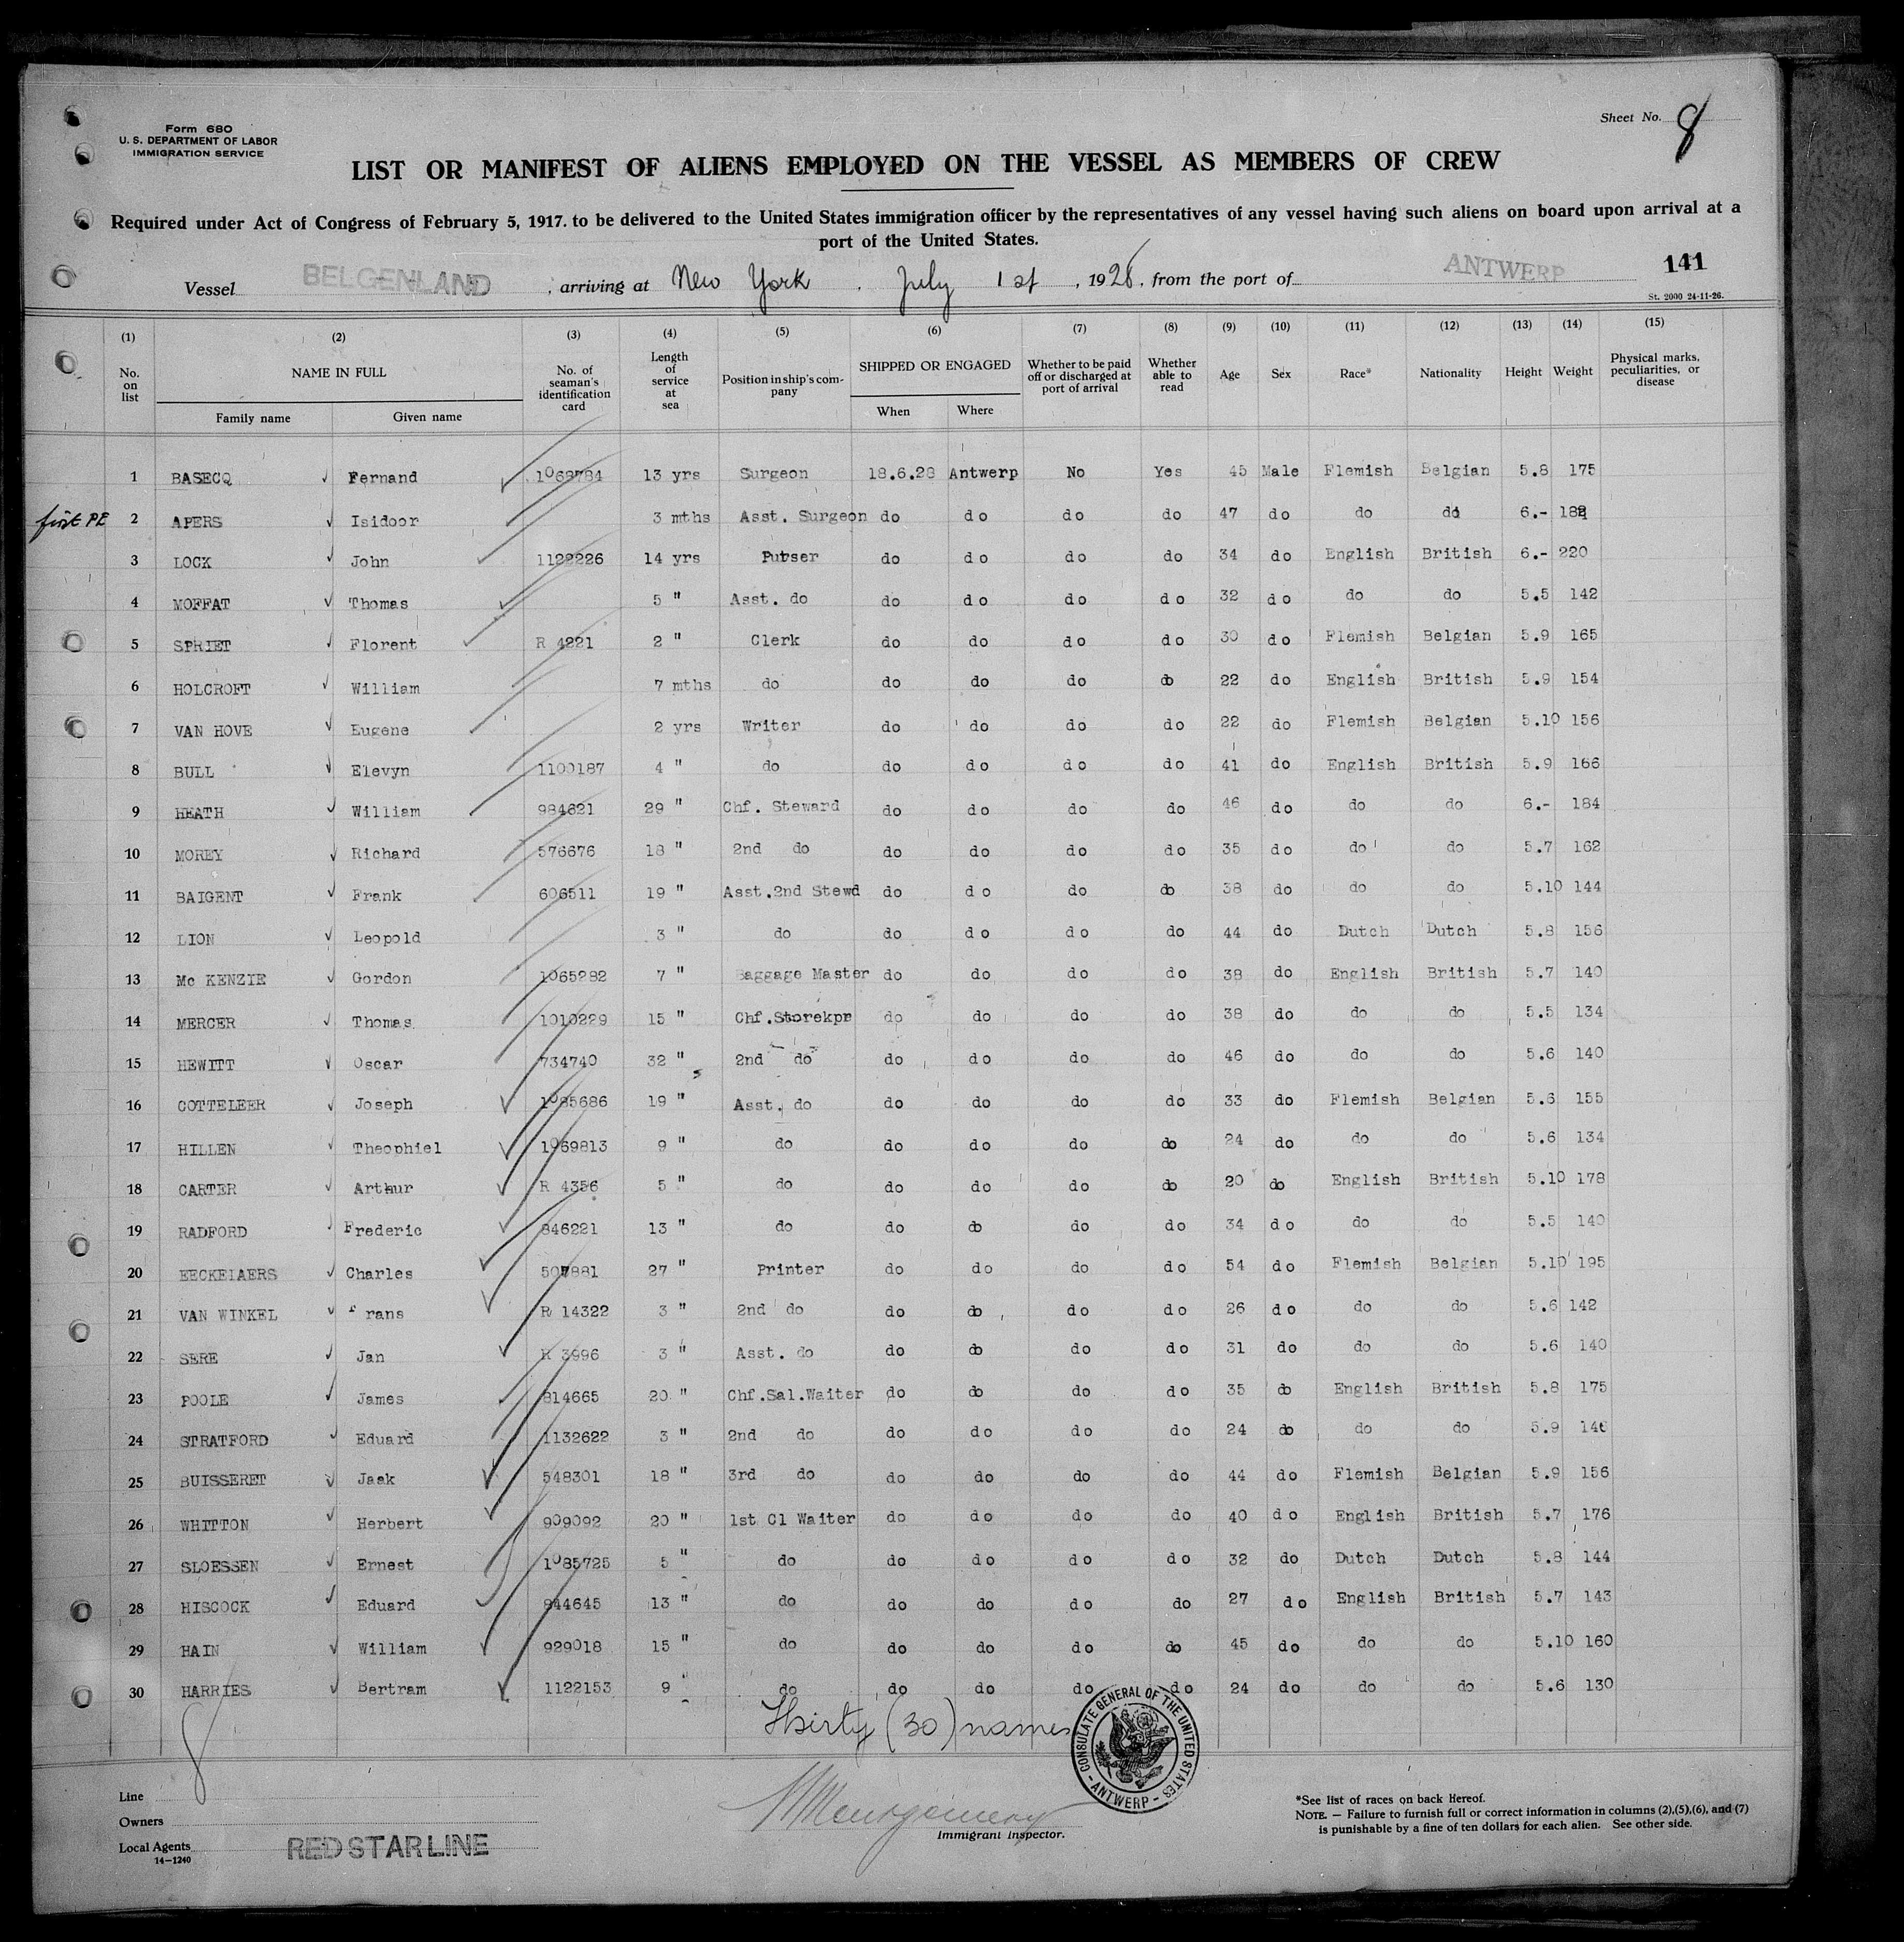 Form 680
U. S. DEPARTMENT OF LABOR
IMMIGRATION SERVICE
Sheet No. 8
LIST OR MANIFEST OF ALIENS EMPLOYED ON THE VESSEL AS MEMBERS OF CREW
Required under Act of Congress of February 5, 1917. to be delivered to the United States immigration officer by the representatives of any vessel having such aliens on board upon arrival at a
port of the United States.
Vessel BELGENLAND ; arriving at New York . July 1 st , 1928, from the port of ANTWERP 141
St. 2000 24-11-26.
(1) (2) (3) (4) (5) (6) (7) (8) (9) (10) (11) (12) (13) (14) (15)
No. on list NAME IN FULL No. of seaman's identification card Length of service at sea Position in ship's company SHIPPED OR ENGAGED Whether to be paid off or discharged at port of arrival Whether able to read Age Sex Race* Nationality Height Weight Physical marks, peculiarities, or disease
Family name Given name When Where
1 BASECQ Fernand 1068784 13 yrs Surgeon 18.6.28 Antwerp No Yes 45 Male Flemish Belgian 5.8 175
first PE 2 APERS Isidoor 3 mths Asst. Surgeon do do do do 47 do do do 6.-
3 LOCK John 1122226 14 yrs Purser do do do do 34 do English British 6.- 220
4 MOFFAT Thomas 5 " Asst. do do do do do 32 do do do 5.5 142
5 SPRIET Florent R 4221 2 " Clerk do do do do 30 do Flemish Belgian 5.9 165
6 HOLCROFT William 7 mths do do do do do 22 do English British 5.9 154
7 VAN HOVE Eugene 2 yrs Writer do do do do 22 do Flemish Belgian 5.10 156
8 BULL Elevyn 1100187 4 " do do do do do 41 do English British 5.9 166
9 HEATH William 984621 29 " Chf. Steward do do do do 46 do do do 6.- 184
10 MOREY Richard 576676 18 " 2nd do do do do do 35 do do do 5.7 162
11 BAIGENT Frank 606511 19 " Asst.2nd Stewd do do do do 38 do do do 5.10 144
12 LION Leopold 3 " do do do do do 44 do Dutch Dutch 5.8 156
13 Mc KENZIE Gordon 1065282 7 " Baggage Master do do do do 38 do English British 5.7 140
14 MERCER Thomas 1010229 15 " Chf.Storekpr do do do do 38 do do do 5.5 134
15 HEWITT Oscar 734740 32 " 2nd do do do do do 46 do do do 5.6 140
16 COTTELEER Joseph 1085686 19 " Asst. do do do do do 33 do Flemish Belgian 5.6 155
17 HILLEN Theophiel 1069813 9 " do do do do do 24 do do do 5.6 134
18 CARTER Arthur R 4356 5 " do do do do do 20 do English British 5.10 178
19 RADFORD Frederic 846221 13 " do do do do do 34 do do do 5.5 140
20 EECKELAERS Charles 507881 27 " Printer do do do do 54 do Flemish Belgian 5.10 195
21 VAN WINKEL Frans R 14322 3 " 2nd do do do do do 26 do do do 5.6 142
22 SERE Jan R 3996 3 " Asst. do do do do do 31 do do do 5.6 140
23 POOLE James 814665 20 " Chf.Sal.Waiter do do do do 35 do English British 5.8 175
24 STRATFORD Eduard 1132622 3 " 2nd do do do do do 24 do do do 5.9 146
25 BUISSERET Jaak 548301 18 " 3rd do do do do do 44 do Flemish Belgian 5.9 156
26 WHITTON Herbert 909092 20 " 1st Cl Waiter do do do do 40 do English British 5.7 176
27 SLOESSEN Ernest 1085725 5 " do do do do do 32 do Dutch Dutch 5.8 144
28 HISCOCK Eduard 944645 13 " do do do do do 27 do English British 5.7 143
29 HAIN William 929018 15 " do do do do do 45 do do do 5.10 160
30 HARRIES Bertram 1122153 9 " do do do do do 24 do do do 5.6 130
Thirty (30) names
CONSULATE GENERAL OF THE UNITED STATES - ANTWERP -
8
Line
Owners
Local Agents RED STAR LINE
14—1240
Montgomery
Immigrant Inspector.
*See list of races on back hereof.
NOTE. — Failure to furnish full or correct information in columns (2),(5),(6), and (7)
is punishable by a fine of ten dollars for each alien. See other side.